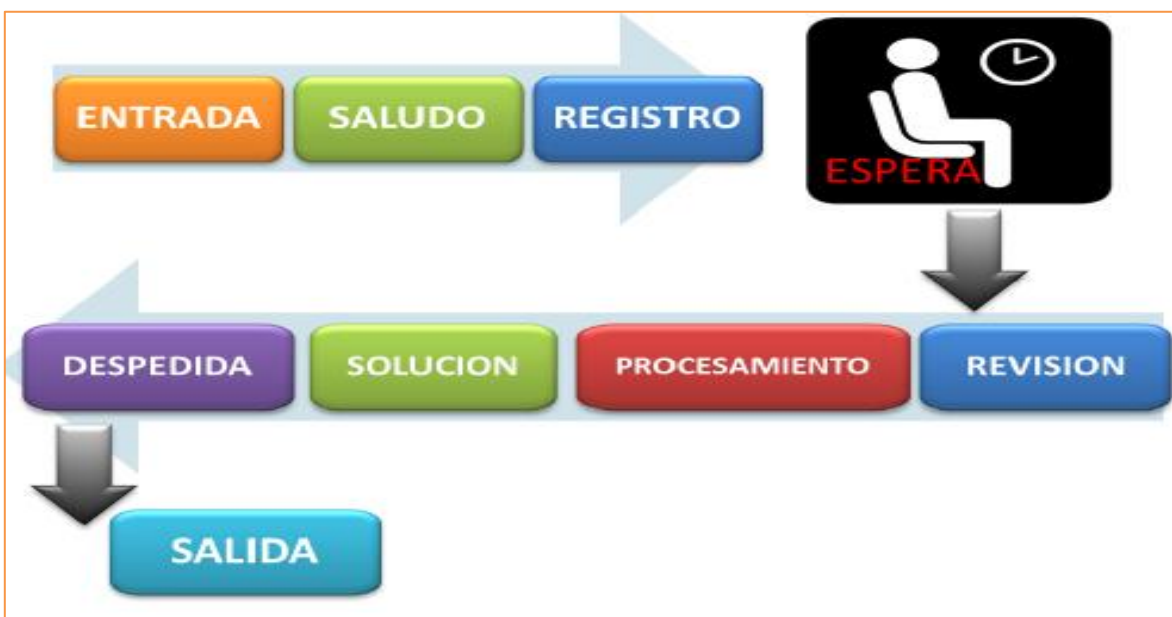 ENTRADA
SALUDO
REGISTRO
ESPERA
REVISION
PROCESAMIENTO
SOLUCION
DESPEDIDA
SALIDA